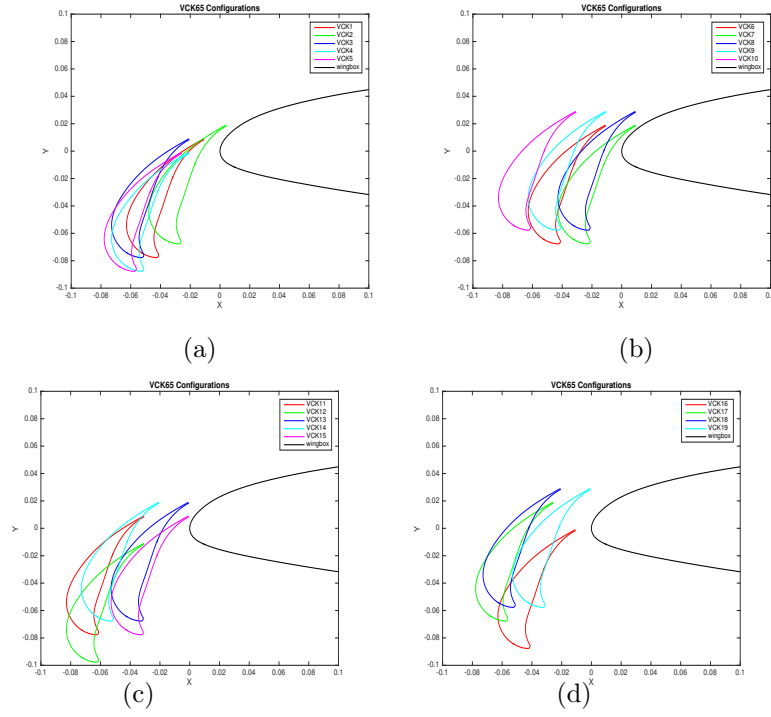 VCK65 Configurations
0.1
0.08
0.06
0.04
0.02
0
-0.02
-0.04
-0.06
-0.08
-0.1
Y
-0.1 -0.08 -0.06 -0.04 -0.02 0 0.02 0.04 0.06 0.08 0.1
X
VCK1
VCK2
VCK3
VCK4
VCK5
wingbox
(a)
VCK65 Configurations
0.1
0.08
0.06
0.04
0.02
0
-0.02
-0.04
-0.06
-0.08
-0.1
Y
-0.1 -0.08 -0.06 -0.04 -0.02 0 0.02 0.04 0.06 0.08 0.1
X
VCK6
VCK7
VCK8
VCK9
VCK10
wingbox
(b)
VCK65 Configurations
0.1
0.08
0.06
0.04
0.02
0
-0.02
-0.04
-0.06
-0.08
-0.1
Y
-0.1 -0.08 -0.06 -0.04 -0.02 0 0.02 0.04 0.06 0.08 0.1
X
VCK11
VCK12
VCK13
VCK14
VCK15
wingbox
(c)
VCK65 Configurations
0.1
0.08
0.06
0.04
0.02
0
-0.02
-0.04
-0.06
-0.08
-0.1
Y
-0.1 -0.08 -0.06 -0.04 -0.02 0 0.02 0.04 0.06 0.08 0.1
X
VCK16
VCK17
VCK18
VCK19
wingbox
(d)